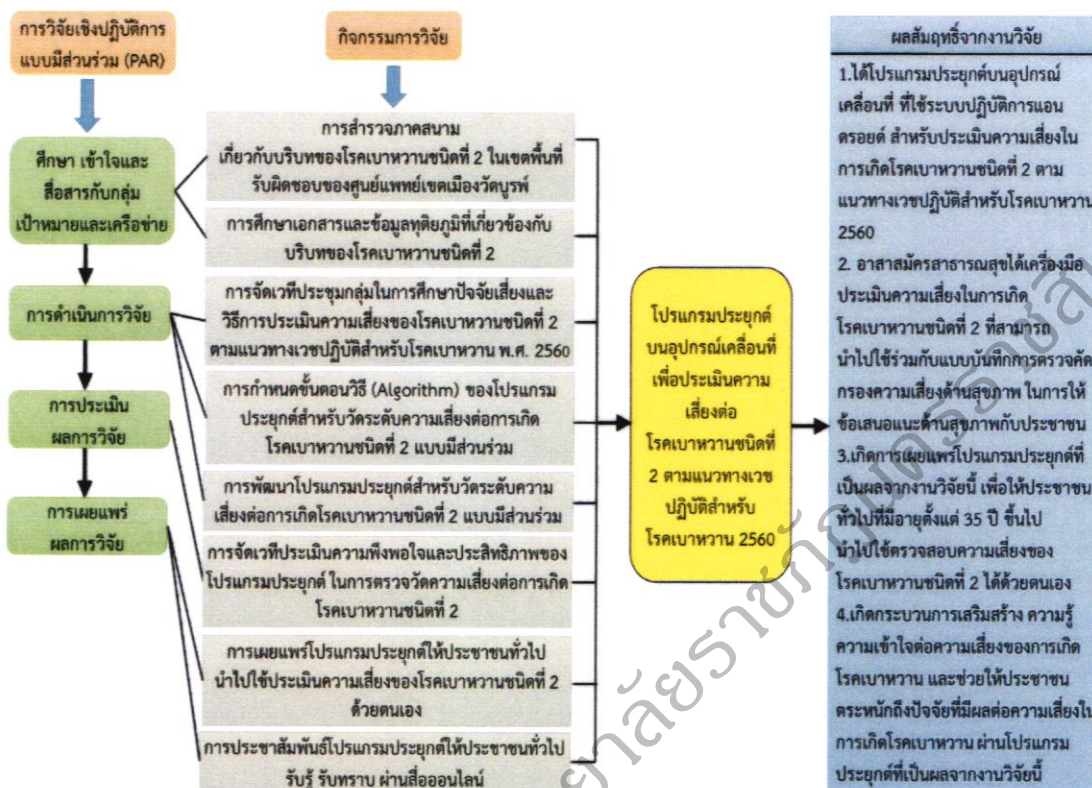 การวิจัยเชิงปฏิบัติการ
แบบมีส่วนร่วม (PAR)
ศึกษา เข้าใจและ
สื่อสารกับกลุ่ม
เป้าหมายและเครือข่าย
การดำเนินการวิจัย
การประเมิน
ผลการวิจัย
การเผยแพร่
ผลการวิจัย
กิจกรรมการวิจัย
การสำรวจภาคสนาม
เกี่ยวกับบริบทของโรคเบาหวานชนิดที่ 2 ในเขตพื้นที่
รับผิดชอบของศูนย์แพทย์เขตเมืองวัดบูรพ์
การศึกษาเอกสารและข้อมูลทุติยภูมิที่เกี่ยวข้องกับ
บริบทของโรคเบาหวานชนิดที่ 2
การจัดเวทีประชุมกลุ่มในการศึกษาปัจจัยเสี่ยงและ
วิธีการประเมินความเสี่ยงของโรคเบาหวานชนิดที่ 2
ตามแนวทางเวชปฏิบัติสำหรับโรคเบาหวาน พ.ศ. 2560
การกำหนดขั้นตอนวิธี (Algorithm) ของโปรแกรม
ประยุกต์สำหรับวัดระดับความเสี่ยงต่อการเกิด
โรคเบาหวานชนิดที่ 2 แบบมีส่วนร่วม
การพัฒนาโปรแกรมประยุกต์สำหรับวัดระดับความ
เสี่ยงต่อการเกิดโรคเบาหวานชนิดที่ 2 แบบมีส่วนร่วม
การจัดเวทีประเมินความพึงพอใจและประสิทธิภาพของ
โปรแกรมประยุกต์ ในการตรวจวัดความเสี่ยงต่อการเกิด
โรคเบาหวานชนิดที่ 2
การเผยแพร่โปรแกรมประยุกต์ให้ประชาชนทั่วไป
นำไปใช้ประเมินความเสี่ยงของโรคเบาหวานชนิดที่ 2
ด้วยตนเอง
การประชาสัมพันธ์โปรแกรมประยุกต์ให้ประชาชนทั่วไป
รับรู้ รับทราบ ผ่านสื่อออนไลน์
โปรแกรมประยุกต์
บนอุปกรณ์เคลื่อนที่
เพื่อประเมินความ
เสี่ยงต่อ
โรคเบาหวานชนิดที่
2 ตามแนวทางเวช
ปฏิบัติสำหรับ
โรคเบาหวาน 2560
ผลสัมฤทธิ์จากงานวิจัย
1.ได้โปรแกรมประยุกต์บนอุปกรณ์
เคลื่อนที่ ที่ใช้ระบบปฏิบัติการแอน
ดรอยด์ สำหรับประเมินความเสี่ยงใน
การเกิดโรคเบาหวานชนิดที่ 2 ตาม
แนวทางเวชปฏิบัติสำหรับโรคเบาหวาน
2560
2. อาสาสมัครสาธารณสุขได้เครื่องมือ
ประเมินความเสี่ยงในการเกิด
โรคเบาหวานชนิดที่ 2 ที่สามารถ
นำไปใช้ร่วมกับแบบบันทึกการตรวจคัด
กรองความเสี่ยงด้านสุขภาพ ในการให้
ข้อเสนอแนะด้านสุขภาพกับประชาชน
3.เกิดการเผยแพร่โปรแกรมประยุกต์ที่
เป็นผลจากงานวิจัยนี้ เพื่อให้ประชาชน
ทั่วไปที่มีอายุตั้งแต่ 35 ปี ขึ้นไป
นำไปใช้ตรวจสอบความเสี่ยงของ
โรคเบาหวานชนิดที่ 2 ได้ด้วยตนเอง
4.เกิดกระบวนการเสริมสร้าง ความรู้
ความเข้าใจต่อความเสี่ยงของการเกิด
โรคเบาหวาน และช่วยให้ประชาชน
ตระหนักถึงปัจจัยที่มีผลต่อความเสี่ยงใน
การเกิดโรคเบาหวาน ผ่านโปรแกรม
ประยุกต์ที่เป็นผลจากงานวิจัยนี้